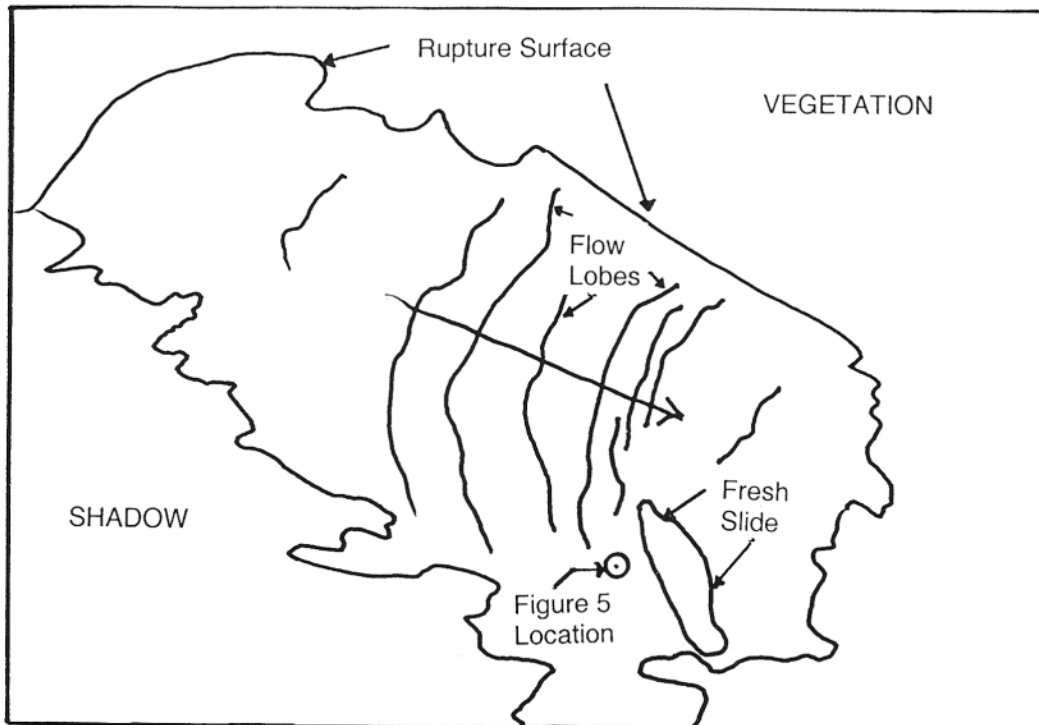 Rupture Surface
VEGETATION
Flow
Lobes
SHADOW
Fresh
Slide
Figure 5
Location